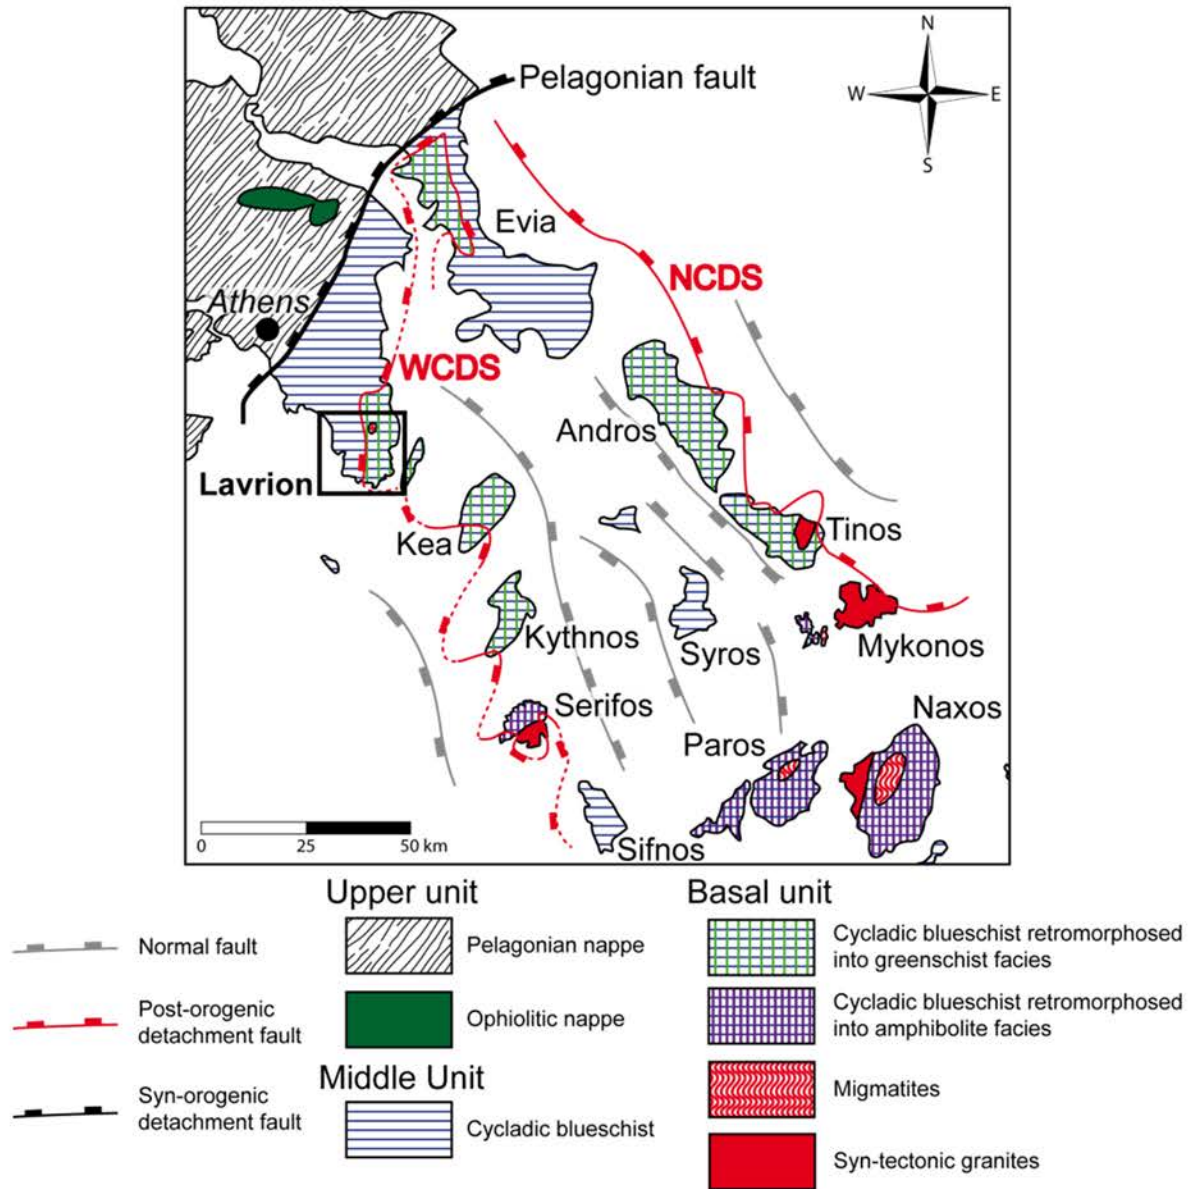 N
W E
S
Pelagonian fault
Evia
NCDS
Athens
WCDS
Andros
Lavrion
Kea
Tinos
Kythnos
Syros
Mykonos
Serifos
Naxos
Paros
Sifnos
0 25 50 km
Normal fault
Post-orogenic
detachment fault
Syn-orogenic
detachment fault
Upper unit
Pelagonian nappe
Ophiolitic nappe
Middle Unit
Cycladic blueschist
Basal unit
Cycladic blueschist retromorphosed
into greenschist facies
Cycladic blueschist retromorphosed
into amphibolite facies
Migmatites
Syn-tectonic granites